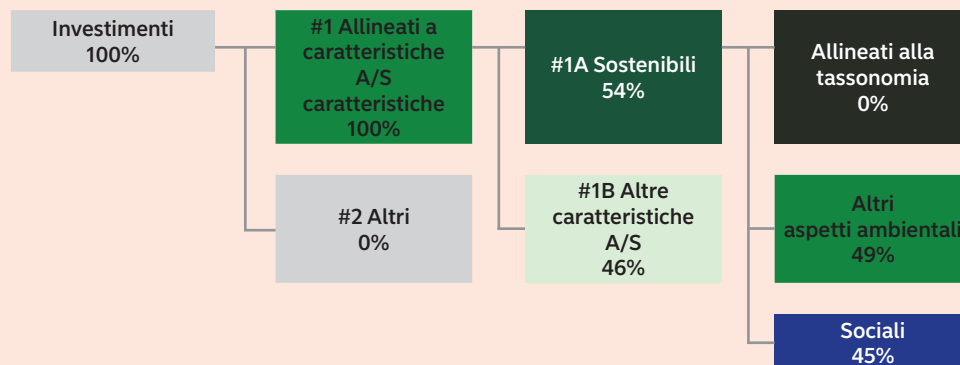 Investimenti
100%
#1 Allineati a
caratteristiche
A/S
caratteristiche
100%
#2 Altri
0%
#1A Sostenibili
54%
#1B Altre
caratteristiche
A/S
46%
Allineati alla
tassonomia
0%
Altri
aspetti ambientali
49%
Sociali
45%